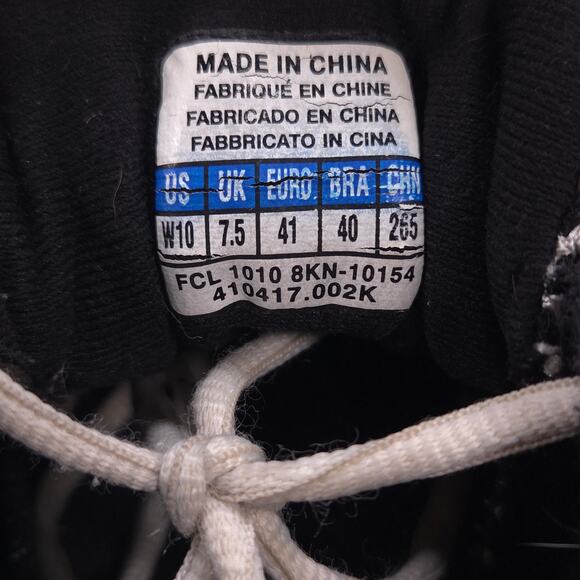 MADE IN CHINA
FABRIQUÉ EN CHINE
FABRICADO EN CHINA
FABBRICATO IN CINA
US UK EURO BRA CHN
W10 7.5 41 40 265
FCL 1010 8KN-10154
410417.002K